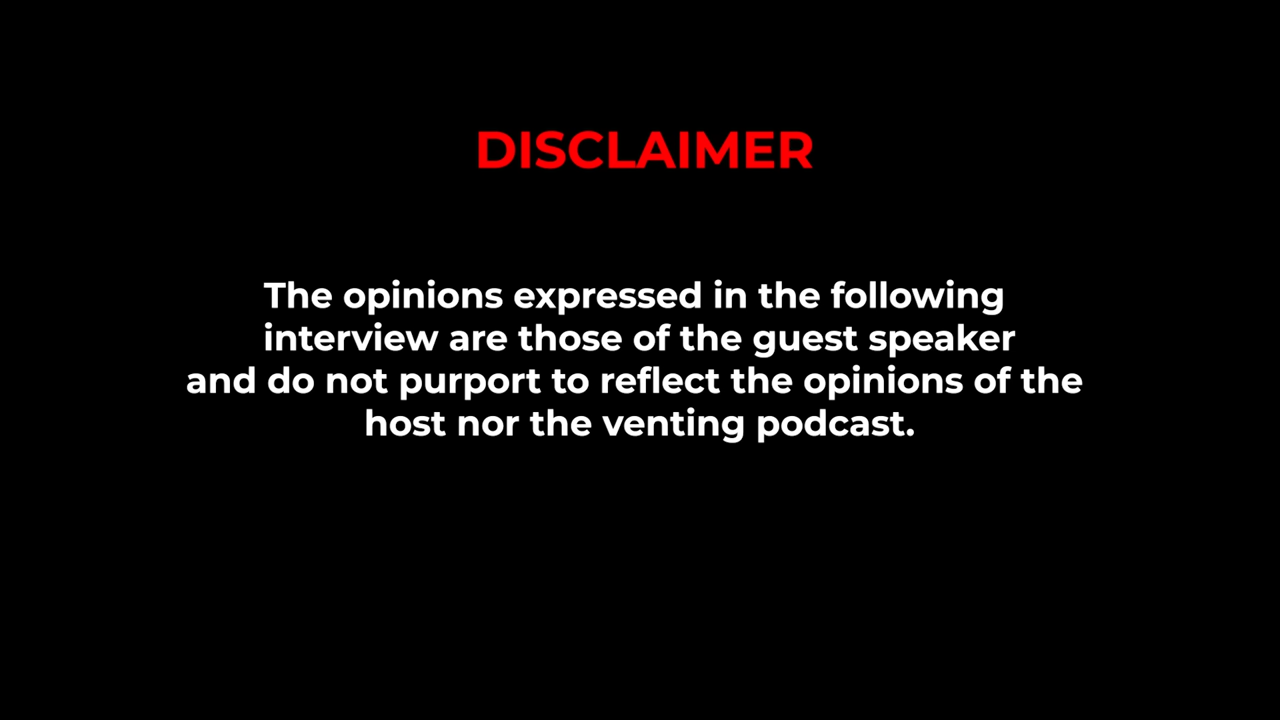 DISCLAIMER
The opinions expressed in the following
interview are those of the guest speaker
and do not purport to reflect the opinions of the
host nor the venting podcast.